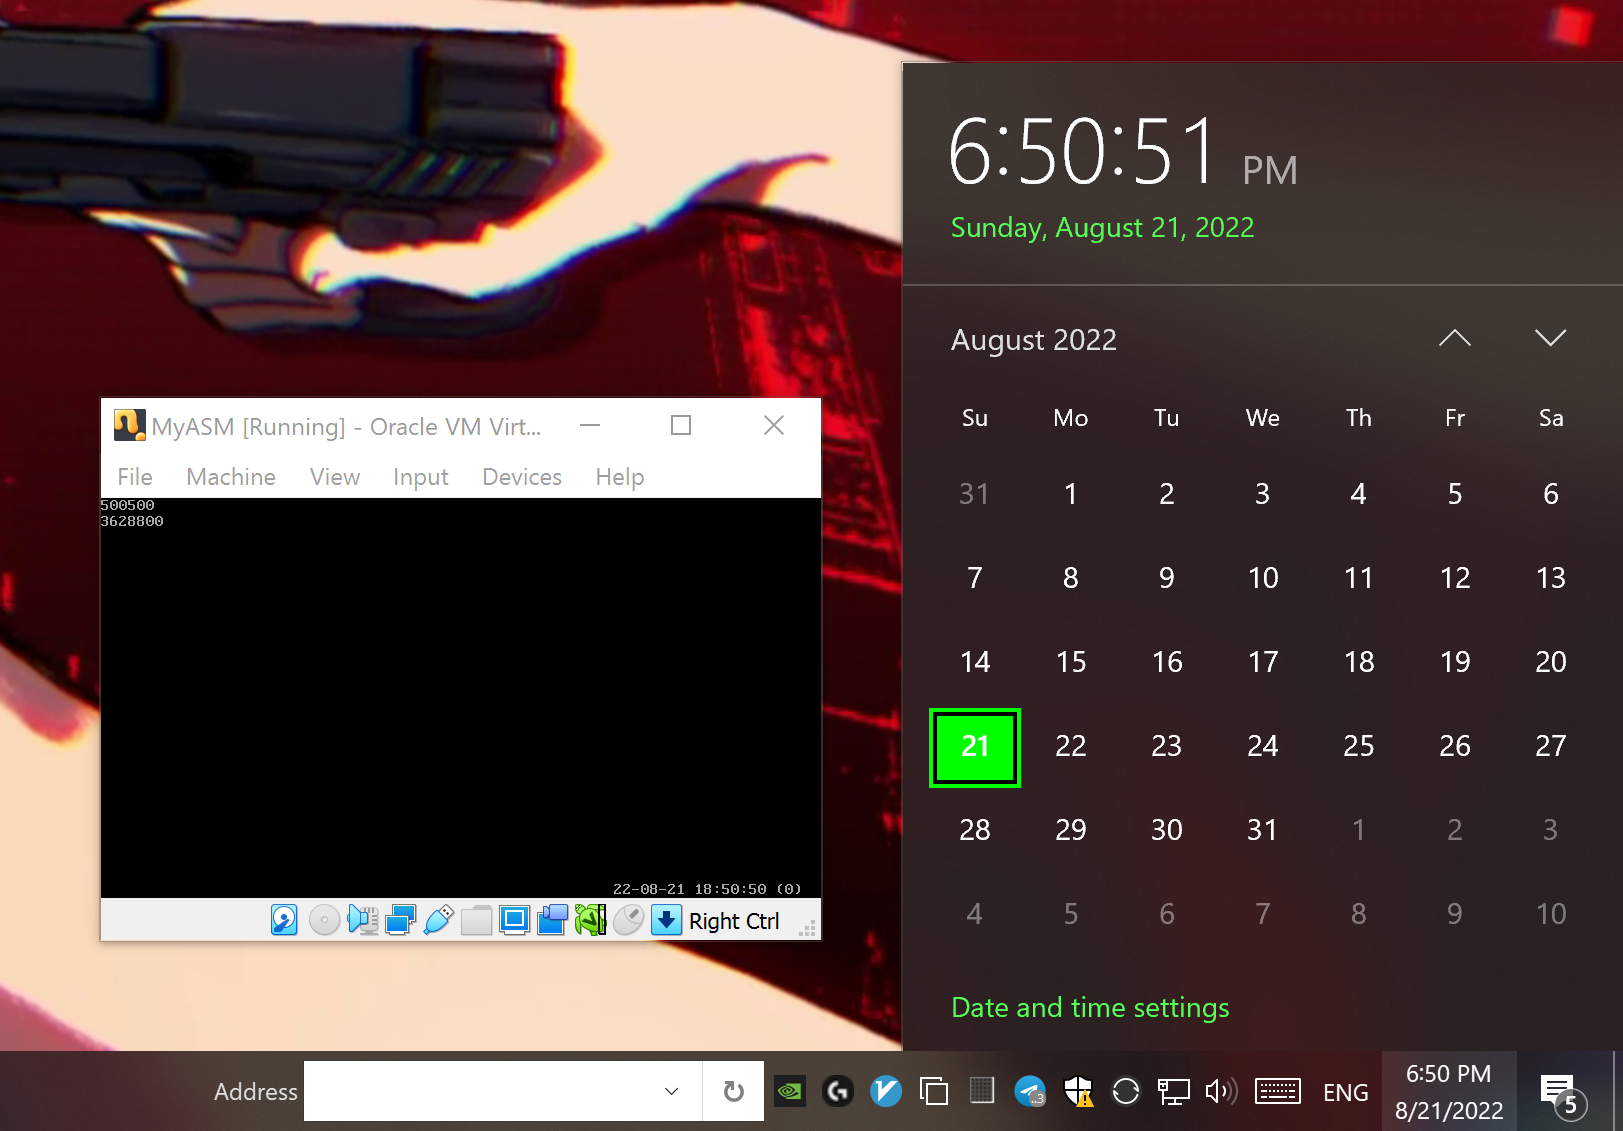 6:50:51 PM
Sunday, August 21, 2022
August 2022
Su Mo Tu We Th Fr Sa
31 1 2 3 4 5 6
7 8 9 10 11 12 13
14 15 16 17 18 19 20
21 22 23 24 25 26 27
28 29 30 31 1 2 3
4 5 6 7 8 9 10
Date and time settings
MyASM [Running] - Oracle VM Virt...
File Machine View Input Devices Help
500500
3628800
22-08-21 18:50:50 (0)
Right Ctrl
Address
..3
ENG
6:50 PM
8/21/2022
5